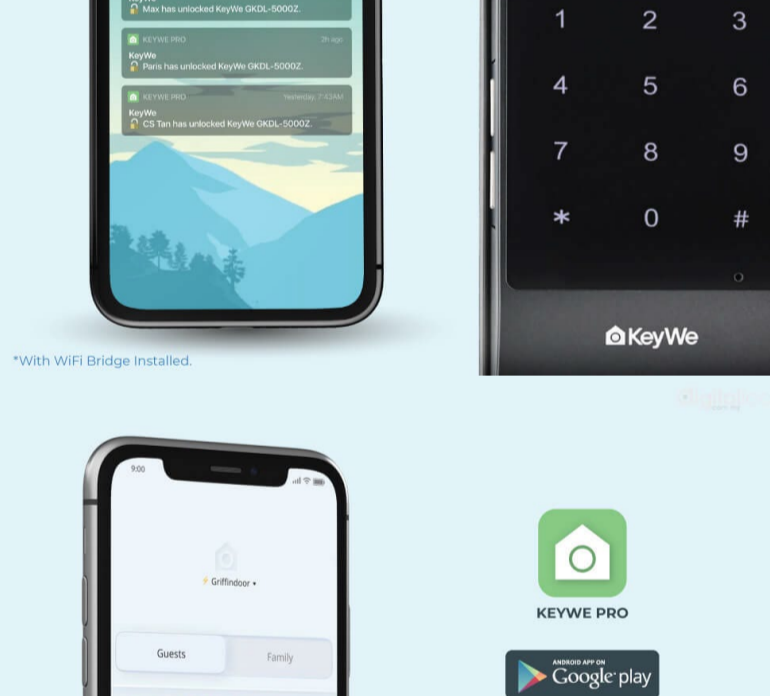 Max has unlocked KeyWe GKDL-5000Z.
KEYWE PRO 2h ago
KeyWe
Paris has unlocked KeyWe GKDL-5000Z.
KEYWE PRO Yesterday, 7:43AM
KeyWe
CS Tan has unlocked KeyWe GKDL-5000Z.
1 2 3
4 5 6
7 8 9
* 0 #
KeyWe
*With WiFi Bridge Installed.
9:00
Griffindoor
Guests Family
KEYWE PRO
ANDROID APP ON
Google play